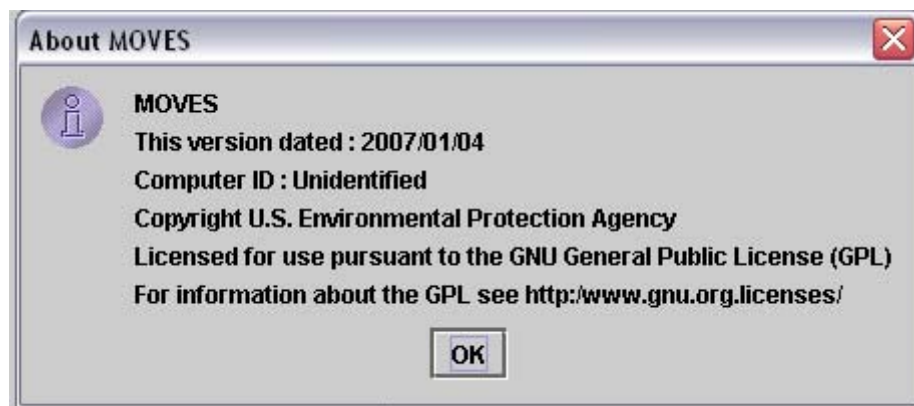 About MOVES
MOVES
This version dated : 2007/01/04
Computer ID : Unidentified
Copyright U.S. Environmental Protection Agency
Licensed for use pursuant to the GNU General Public License (GPL)
For information about the GPL see http:/www.gnu.org.licenses/
OK